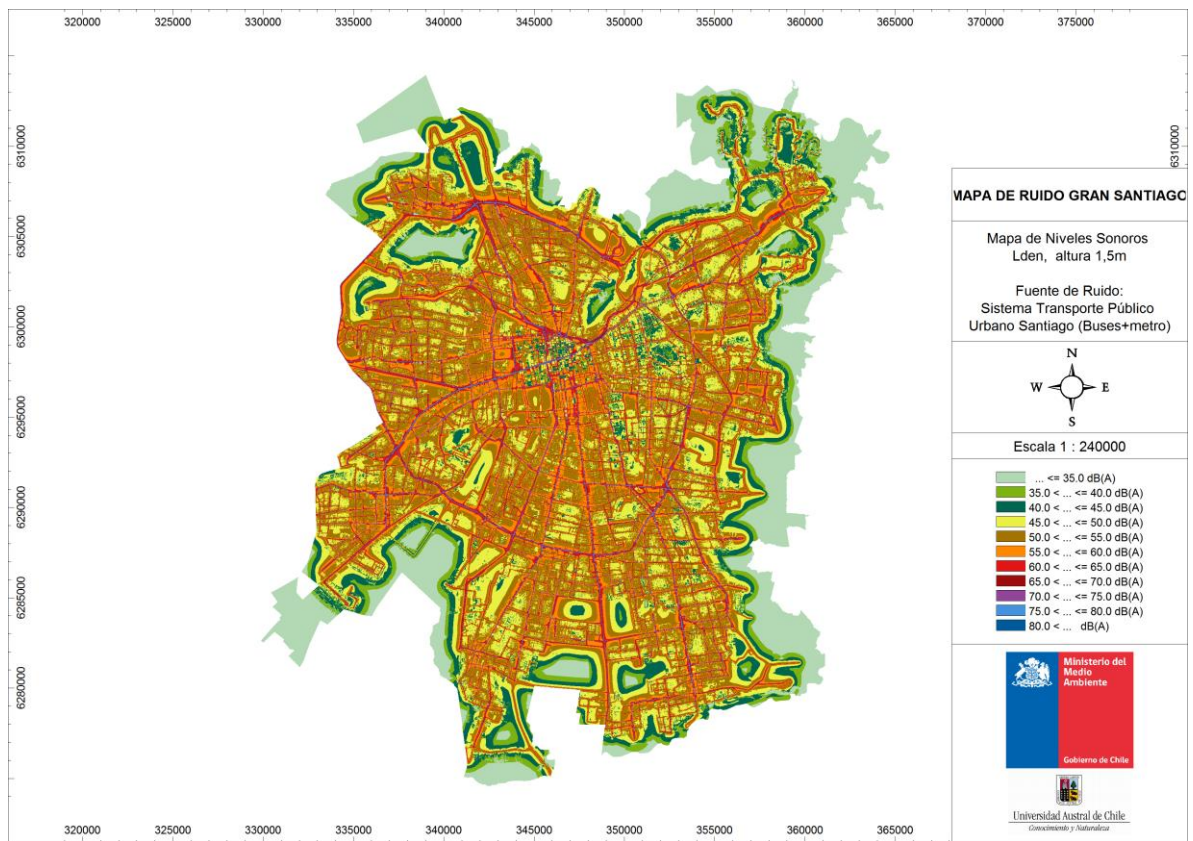 320000 325000 330000 335000 340000 345000 350000 355000 360000 365000 370000 375000
6310000
6305000
6300000
6295000
6290000
6285000
6280000
6310000
MAPA DE RUIDO GRAN SANTIAGO
Mapa de Niveles Sonoros
Lden, altura 1,5m
Fuente de Ruido:
Sistema Transporte Público
Urbano Santiago (Buses+metro)
N
W E
S
Escala 1 : 240000
... <= 35.0 dB(A)
35.0 < ... <= 40.0 dB(A)
40.0 < ... <= 45.0 dB(A)
45.0 < ... <= 50.0 dB(A)
50.0 < ... <= 55.0 dB(A)
55.0 < ... <= 60.0 dB(A)
60.0 < ... <= 65.0 dB(A)
65.0 < ... <= 70.0 dB(A)
70.0 < ... <= 75.0 dB(A)
75.0 < ... <= 80.0 dB(A)
80.0 < ... dB(A)
Ministerio del
Medio
Ambiente
Gobierno de Chile
Universidad Austral de Chile
Conocimiento y Naturaleza
320000 325000 330000 335000 340000 345000 350000 355000 360000 365000